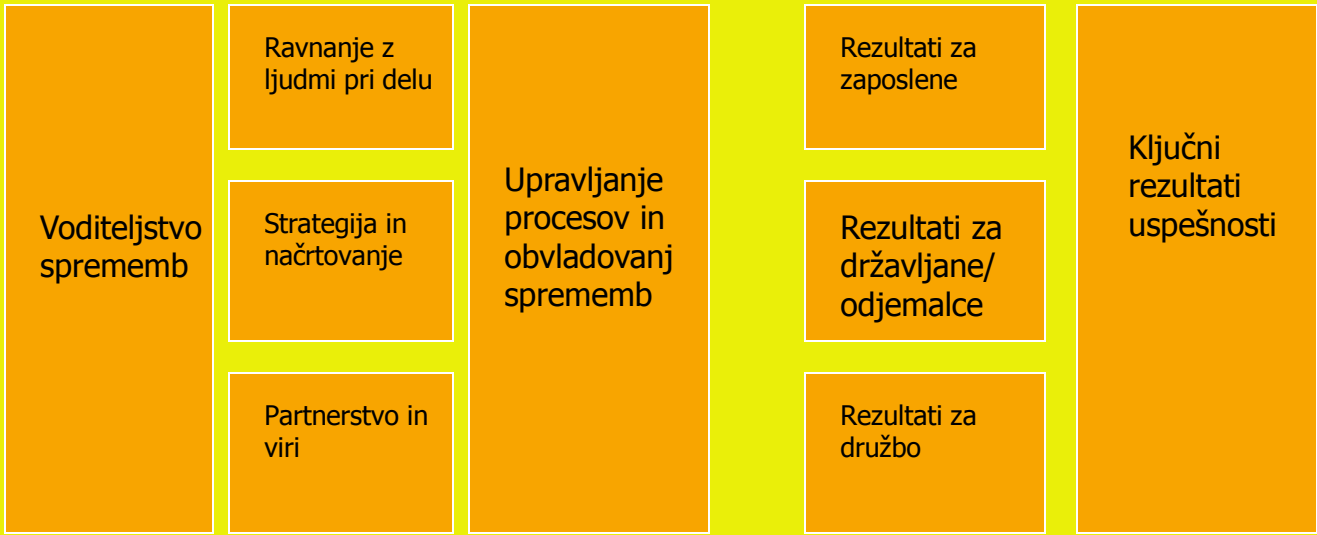 Voditeljstvo
sprememb
Ravnanje z
ljudmi pri delu
Strategija in
načrtovanje
Partnerstvo in
viri
Upravljanje
procesov in
obvladovanj
sprememb
Rezultati za
zaposlene
Rezultati za
državljane/
odjemalce
Rezultati za
družbo
Ključni
rezultati
uspešnosti